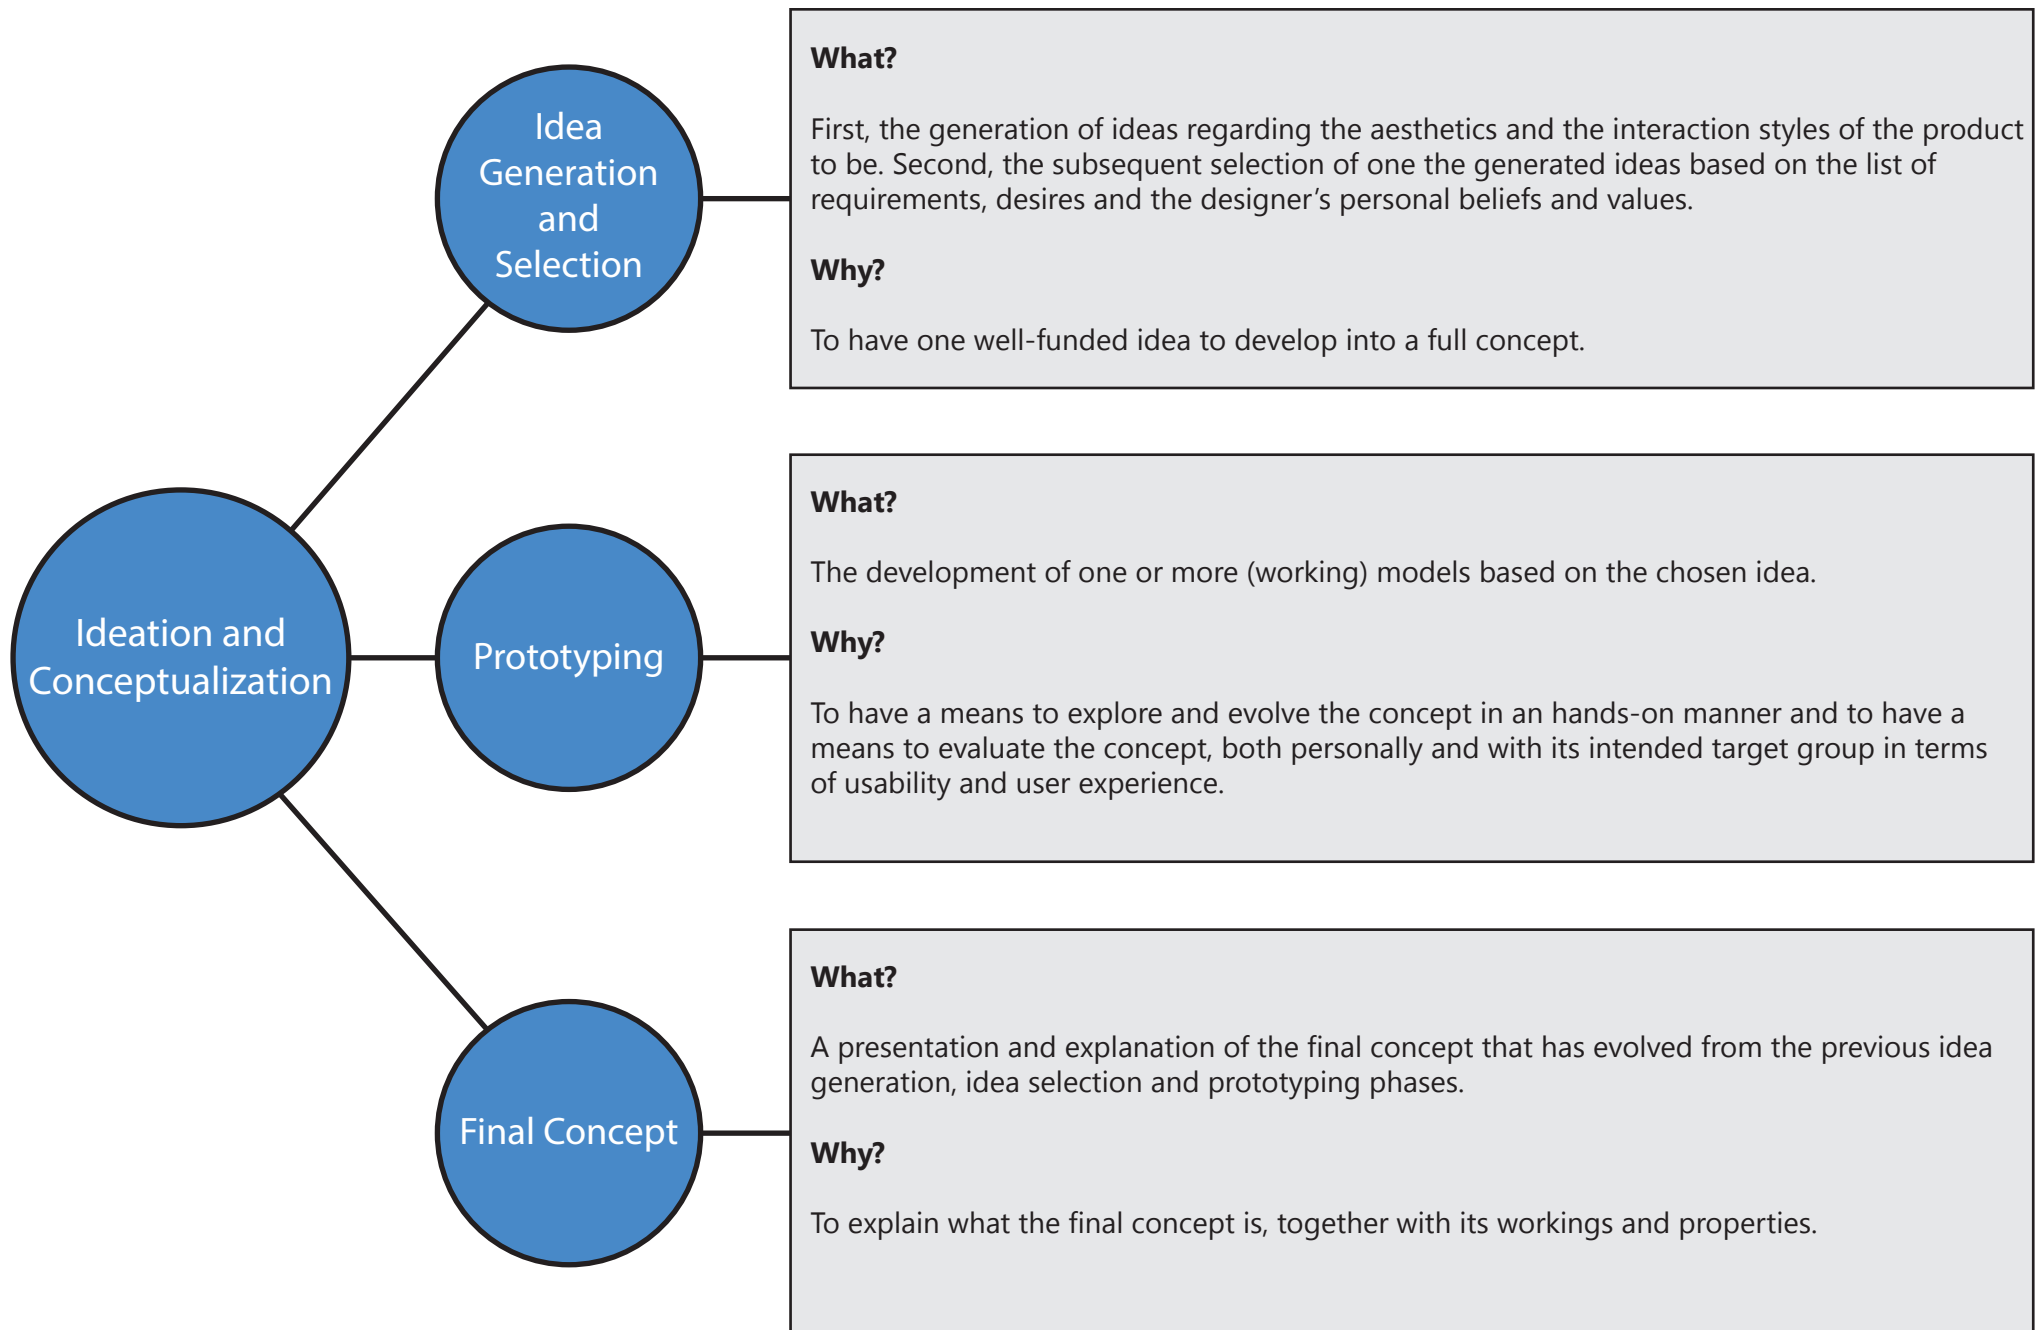 Idea
Generation
and
Selection
What?
First, the generation of ideas regarding the aesthetics and the interaction styles of the product
to be. Second, the subsequent selection of one the generated ideas based on the list of
requirements, desires and the designer’s personal beliefs and values.
Why?
To have one well-funded idea to develop into a full concept.
Ideation and
Conceptualization
Prototyping
What?
The development of one or more (working) models based on the chosen idea.
Why?
To have a means to explore and evolve the concept in an hands-on manner and to have a
means to evaluate the concept, both personally and with its intended target group in terms
of usability and user experience.
Final Concept
What?
A presentation and explanation of the final concept that has evolved from the previous idea
generation, idea selection and prototyping phases.
Why?
To explain what the final concept is, together with its workings and properties.